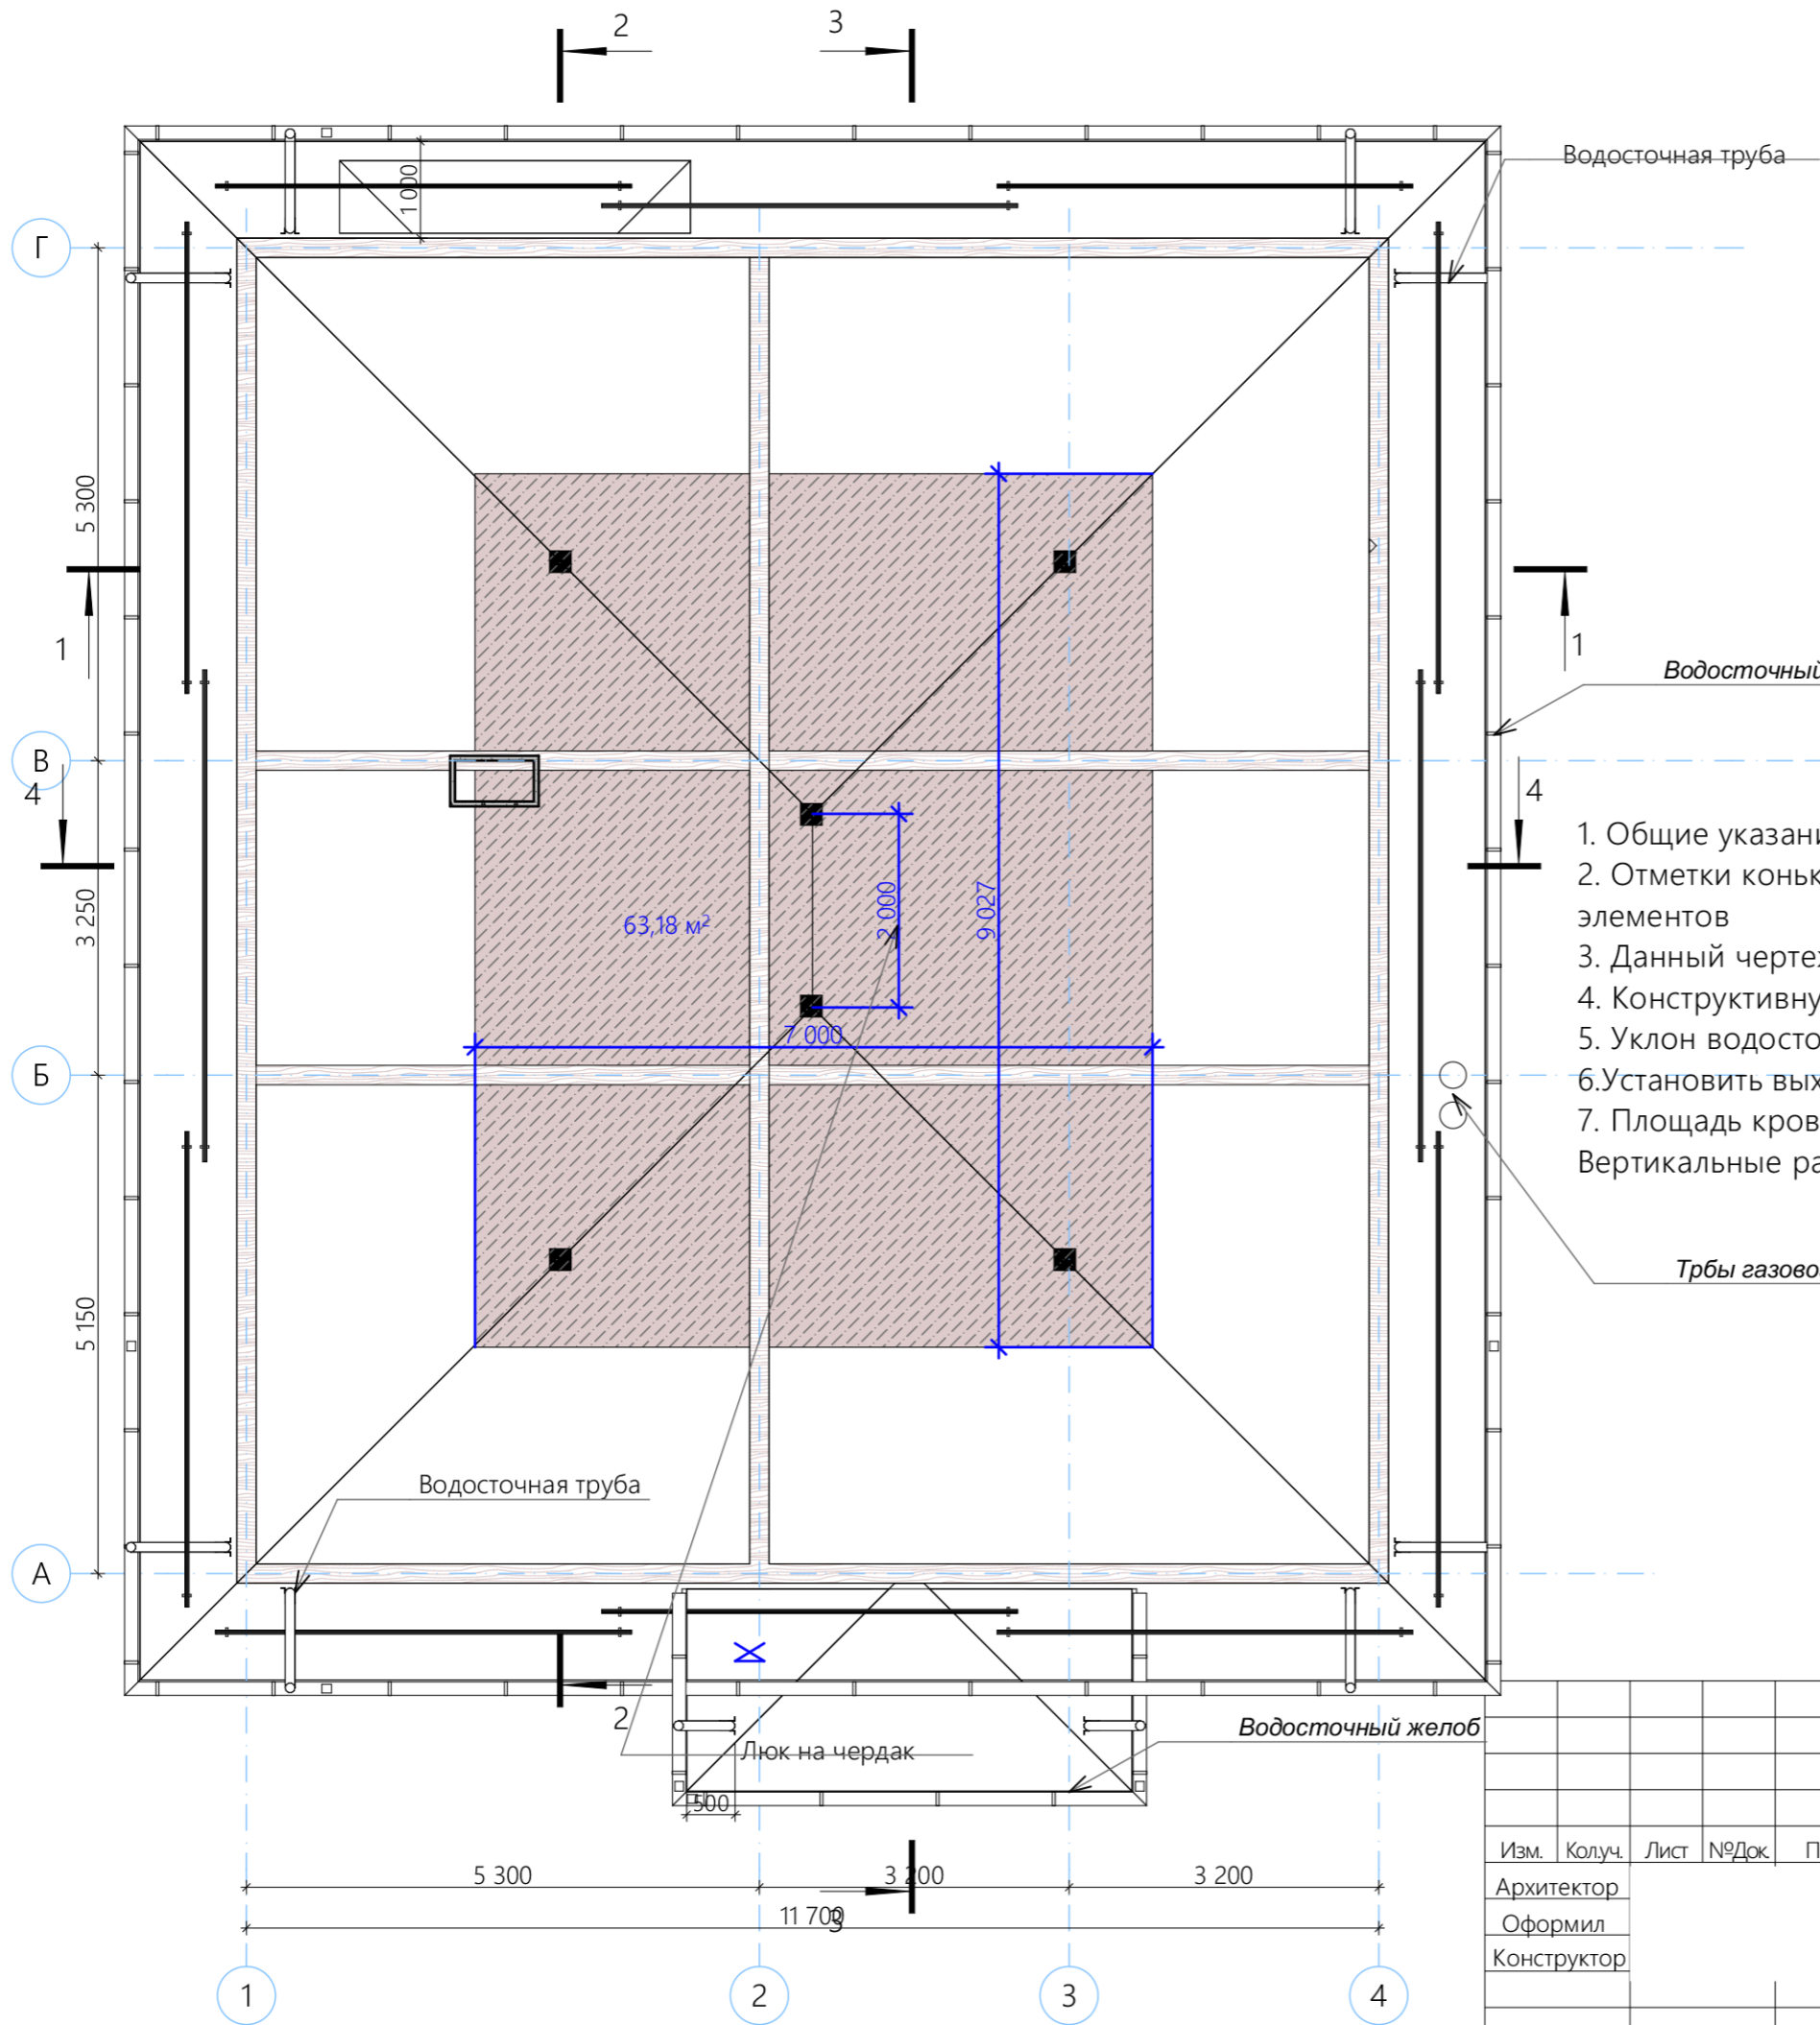 2
3
Водосточная труба
1 000
Г
5 300
1
1
Водосточный
В
4
4
3 250
63,18 м²
2 000
9 027
7 000
1. Общие указани
2. Отметки коньк
элементов
3. Данный чертеж
4. Конструктивну
5. Уклон водосто
6.Установить вых
7. Площадь кров
Вертикальные ра
Б
Трбы газово
5 150
Водосточная труба
А
2
Люк на чердак
Водосточный желоб
500
5 300
3 200
3 200
11 700
3
Изм.
Кол.уч.
Лист
№Док.
П
Архитектор
Оформил
Конструктор
1
2
3
4